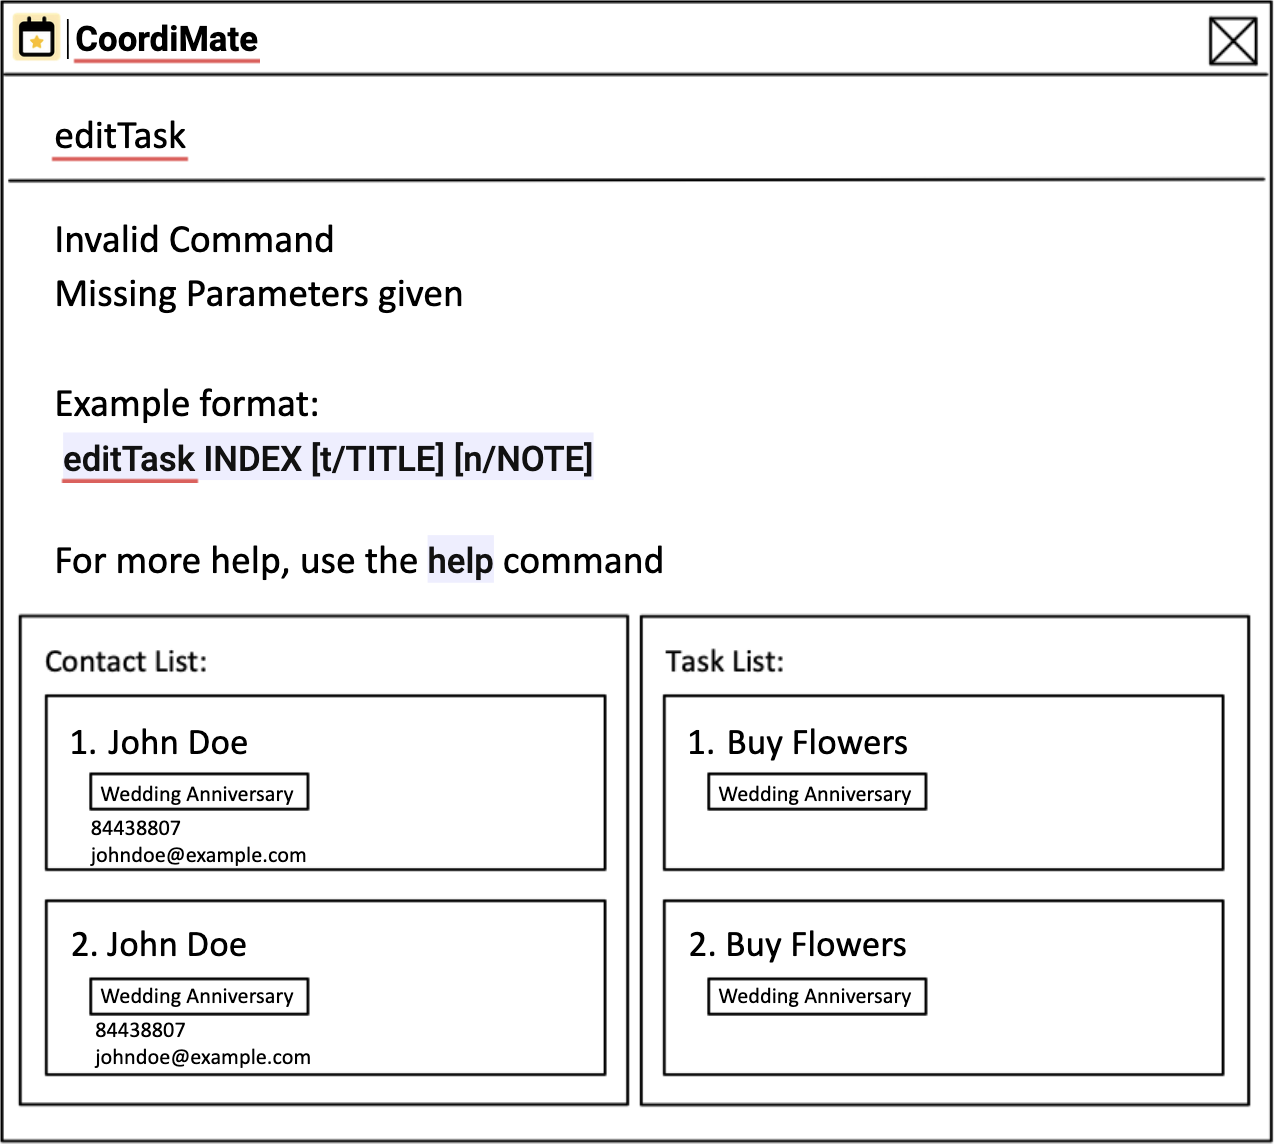 CoordiMate
editTask
Invalid Command
Missing Parameters given
Example format:
editTask INDEX [t/TITLE] [n/NOTE]
For more help, use the help command
Contact List:
1. John Doe
Wedding Anniversary
84438807
johndoe@example.com
2. John Doe
Wedding Anniversary
84438807
johndoe@example.com
Task List:
1. Buy Flowers
Wedding Anniversary
2. Buy Flowers
Wedding Anniversary